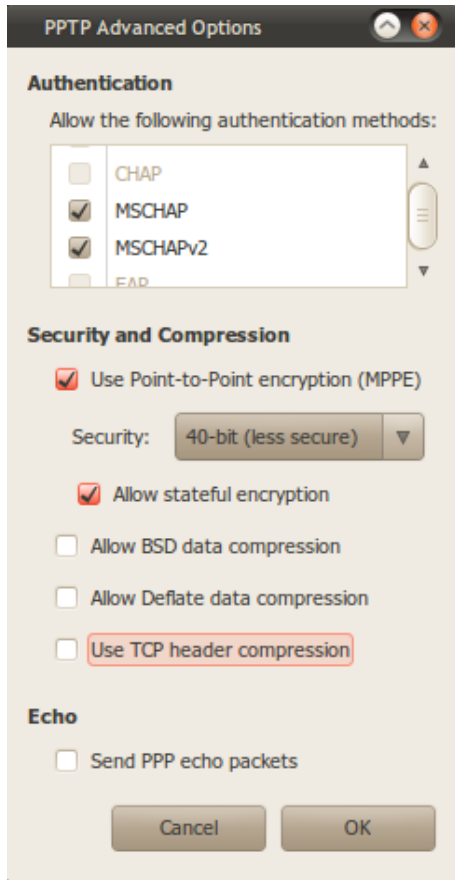 PPTP Advanced Options
Authentication
Allow the following authentication methods:
CHAP
MSCHAP
MSCHAPv2
EAP
Security and Compression
Use Point-to-Point encryption (MPPE)
Security: 40-bit (less secure)
Allow stateful encryption
Allow BSD data compression
Allow Deflate data compression
Use TCP header compression
Echo
Send PPP echo packets
Cancel OK